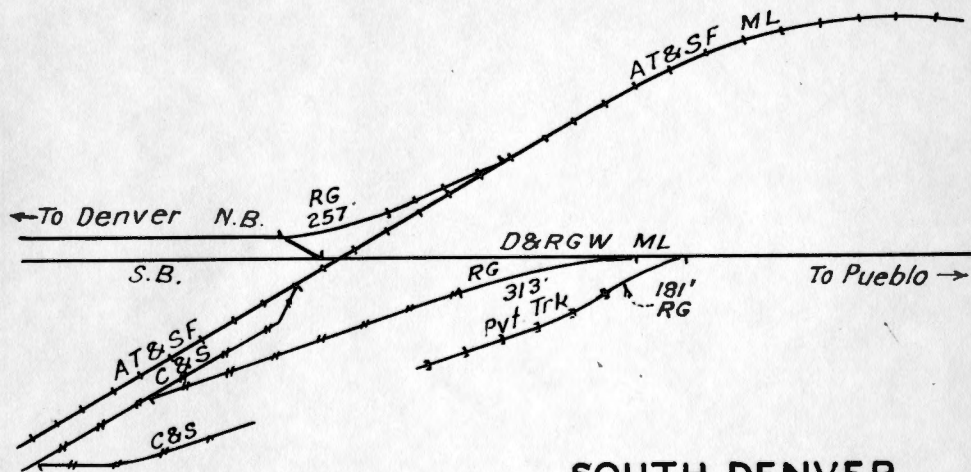 AT&SF ML
RG
257'
←To Denver N.B.
D&RGW ML
S.B.
RG
313'
181'
RG
To Pueblo →
Pvt Trk
AT&SF
C&S
C&S
SOUTH DENVER